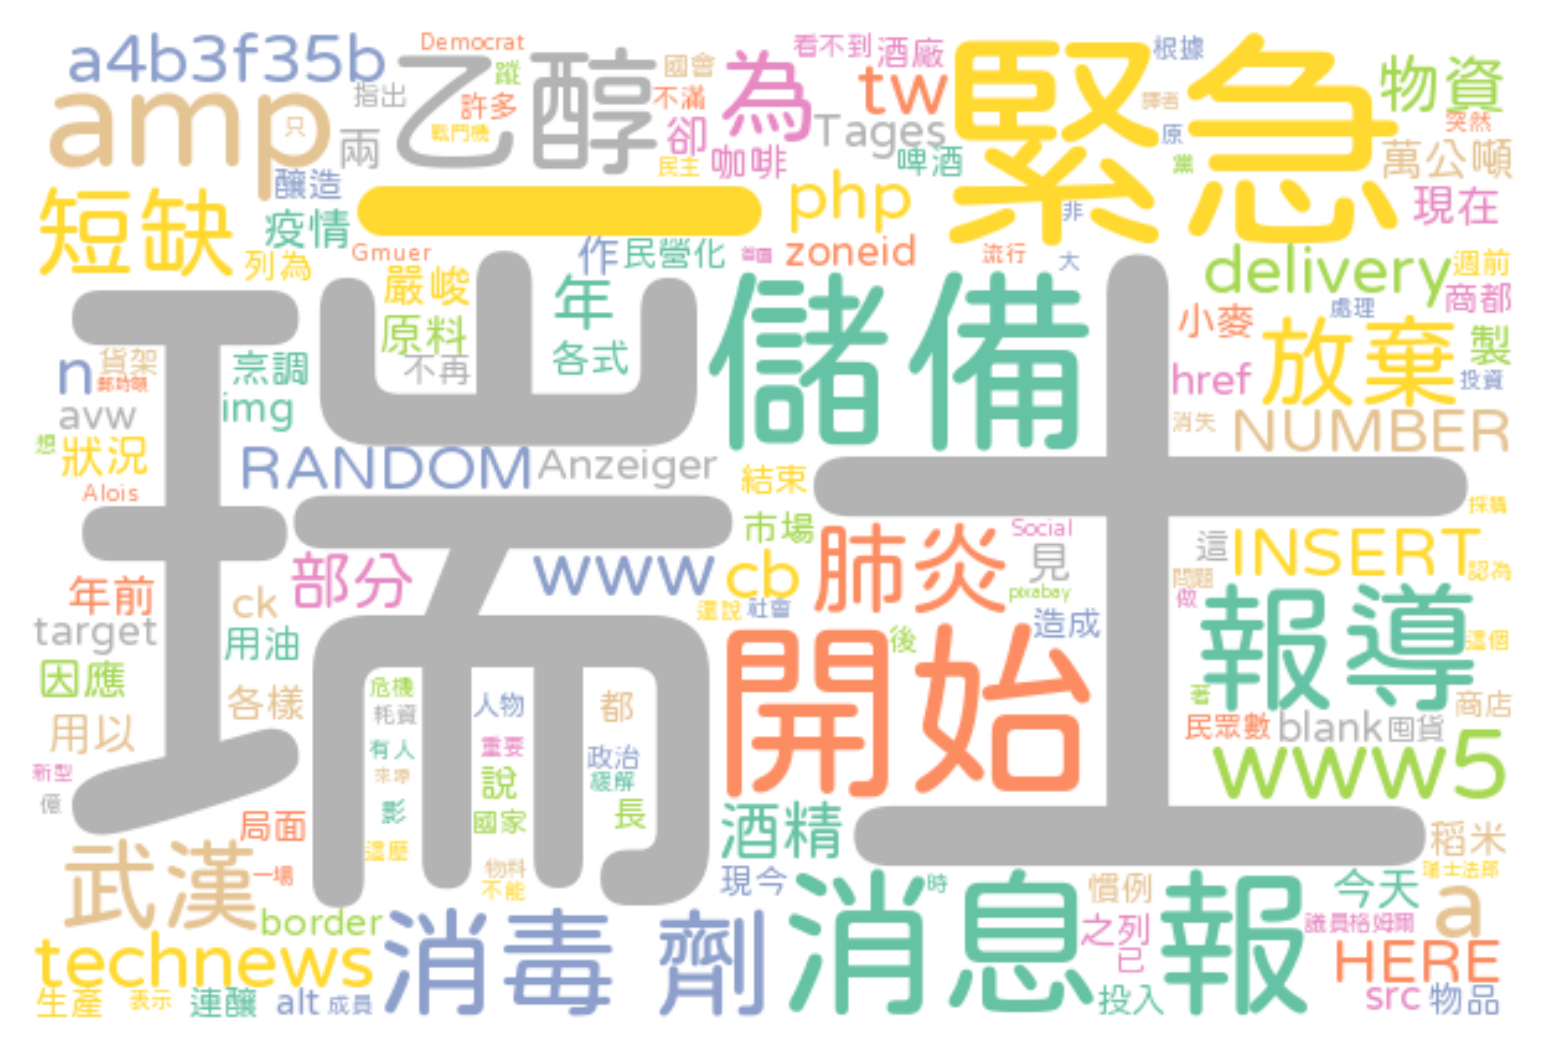 a4b3f35b
Democrat
蹤
國會
看不到
酒廠
根據
物資
amp
只
指出
兩
乙醇
許多
戰鬥機
不滿
卻
為
咖啡
tw
Tages
啤酒
緊急
譯者
原
黨
突然
萬公噸
釀造
民主
一
php
非
現在
短缺
疫情
列為
Gmuer
作
民營化
zoneid
流行
大
delivery
週前
商都
嚴峻
年
原料
不再
各式
儲備
處理
小麥
放棄
製
n
貨架
烹調
img
href
投資
avw
消失
NUMBER
想
狀況
RANDOM
Anzeiger
結束
Alois
瑞士
採購
市場
肺炎
Social
這
INSERT
部分
www
cb
見
pixabay
問題
認為
做
年前
ck
還說
社會
造成
target
用油
開始
後
報導
這個
因應
各樣
危機
耗資
人物
都
著
商店
用以
有人
重要
政治
民眾數
blank
囤貨
新型
來源
說
緩解
www5
億
影
國家
長
局面
這麼
酒精
稻米
武漢
一場
物料
不能
現今
時
慣例
今天
瑞士法郎
border
消毒
劑
消息
報
之列
已
議員格姆爾
a
technews
HERE
生產
表示
連釀
alt
成員
投入
src
物品